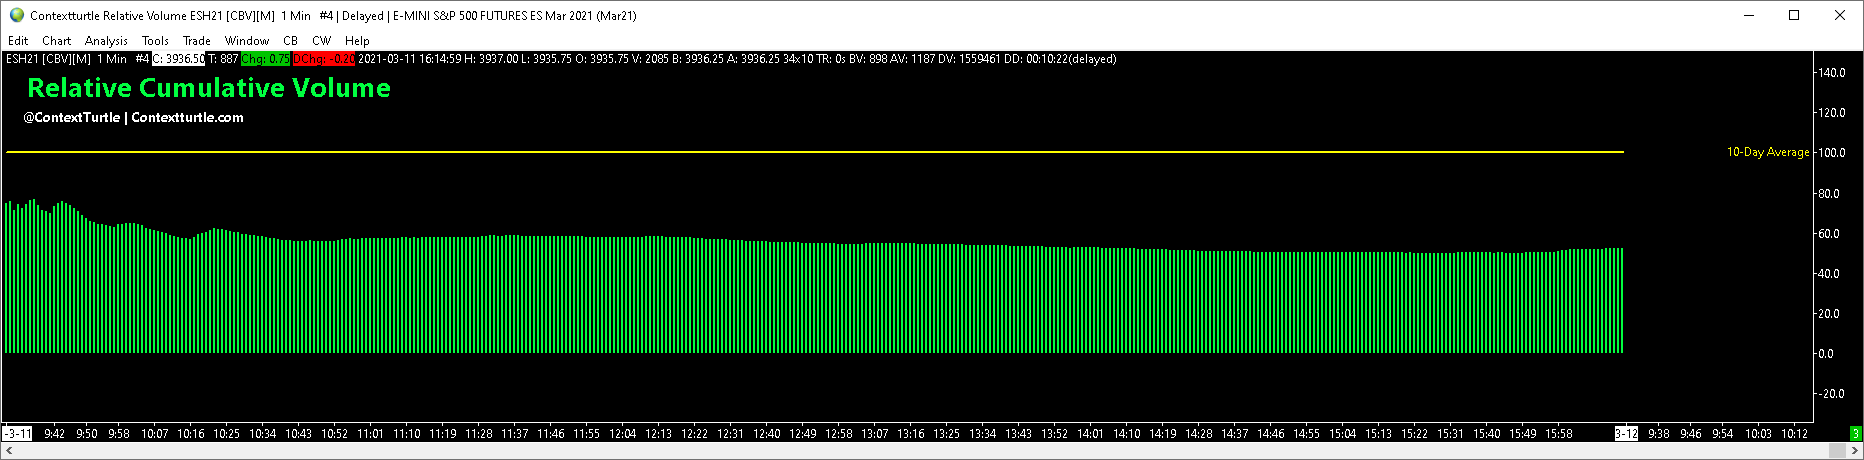 Contextturtle Relative Volume ESH21 [CBV][M] 1 Min #4 | Delayed | E-MINI S&P 500 FUTURES ES Mar 2021 (Mar21)
Edit Chart Analysis Tools Trade Window CB CW Help
ESH21 [CBV][M] 1 Min #4 C: 3936.50 T: 887 Chg: 0.75 DChg: -0.20 2021-03-11 16:14:59 H: 3937.00 L: 3935.75 O: 3935.75 V: 2085 B: 3936.25 A: 3936.25 34x10 TR: 0s BV: 898 AV: 1187 DV: 1559461 DD: 00:10:22(delayed)
Relative Cumulative Volume
@ContextTurtle | Contextturtle.com
140.0
120.0
10-Day Average 100.0
80.0
60.0
40.0
20.0
0.0
-20.0
-3-11 9:42 9:50 9:58 10:07 10:16 10:25 10:34 10:43 10:52 11:01 11:10 11:19 11:28 11:37 11:46 11:55 12:04 12:13 12:22 12:31 12:40 12:49 12:58 13:07 13:16 13:25 13:34 13:43 13:52 14:01 14:10 14:19 14:28 14:37 14:46 14:55 15:04 15:13 15:22 15:31 15:40 15:49 15:58 3-12 9:38 9:46 9:54 10:03 10:12 3